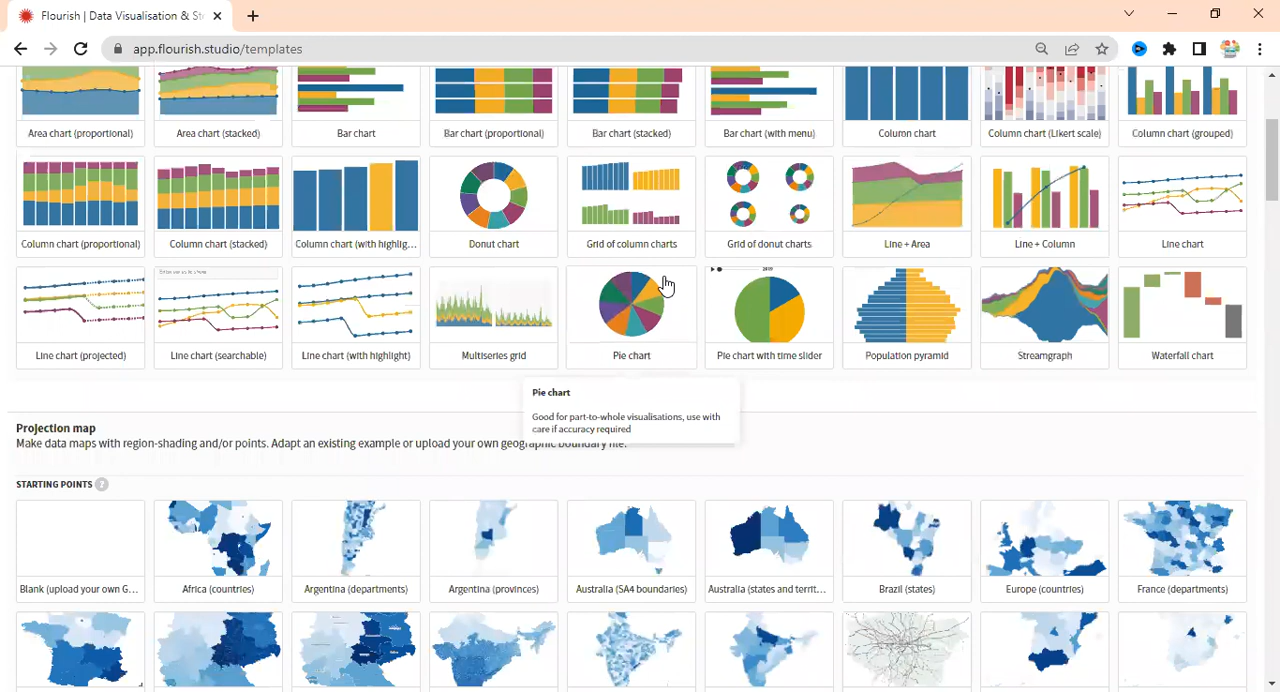 Flourish | Data Visualisation & St
app.flourish.studio/templates
Area chart (proportional)
Area chart (stacked)
Bar chart
Bar chart (proportional)
Bar chart (stacked)
Bar chart (with menu)
Column chart
Column chart (Likert scale)
Column chart (grouped)
Column chart (proportional)
Column chart (stacked)
Column chart (with highlig...
Donut chart
Grid of column charts
Grid of donut charts
Line + Area
Line + Column
Line chart
2019
Line chart (projected)
Line chart (searchable)
Line chart (with highlight)
Multiseries grid
Pie chart
Pie chart with time slider
Population pyramid
Streamgraph
Waterfall chart
Pie chart
Good for part-to-whole visualisations, use with
care if accuracy required
Projection map
Make data maps with region-shading and/or points. Adapt an existing example or upload your own geographic boundary file.
STARTING POINTS ?
Blank (upload your own G...
Africa (countries)
Argentina (departments)
Argentina (provinces)
Australia (SA4 boundaries)
Australia (states and territ...
Brazil (states)
Europe (countries)
France (departments)